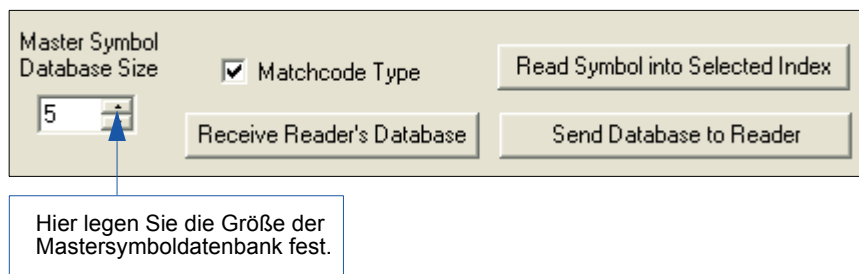 Master Symbol
Database Size
5
Matchcode Type
Receive Reader's Database
Read Symbol into Selected Index
Send Database to Reader
Hier legen Sie die Größe der
Mastersymboldatenbank fest.